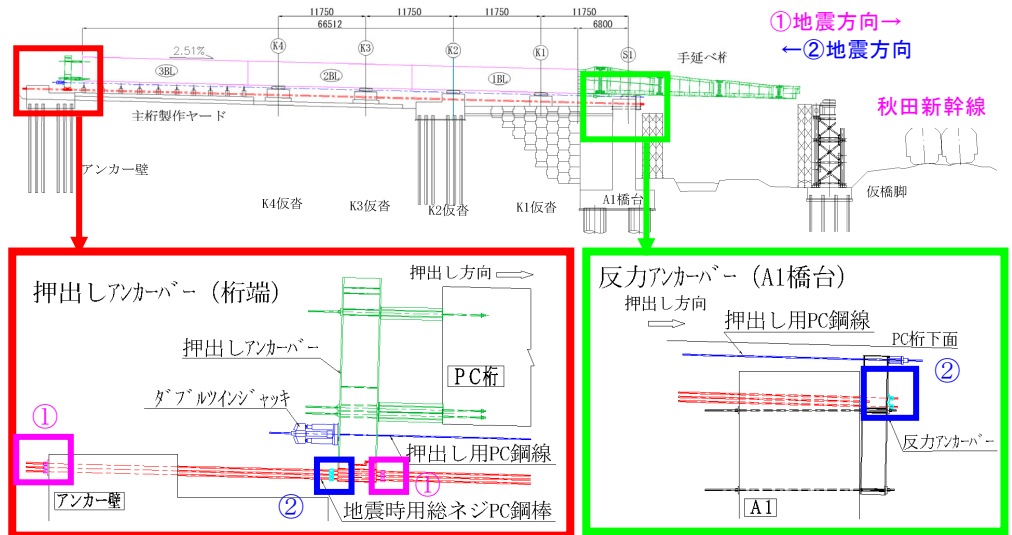 11750
11750
11750
11750
66512
6800
①地震方向→
←②地震方向
K4
K3
K2
K1
S1
2.51%
手延べ桁
3BL
2BL
1BL
秋田新幹線
主桁製作ヤード
アンカー壁
K4仮沓
K3仮沓
K2仮沓
K1仮沓
A1橋台
仮橋脚
押出し方向
押出しアンカーバー（桁端）
押出しアンカーバー
PC桁
ダブルツインジャッキ
①
押出し用PC鋼線
アンカー壁
②
①
地震時用総ネジPC鋼棒
反力アンカーバー（A1橋台）
押出し方向
押出し用PC鋼線
PC桁下面
②
反力アンカーバー
A1